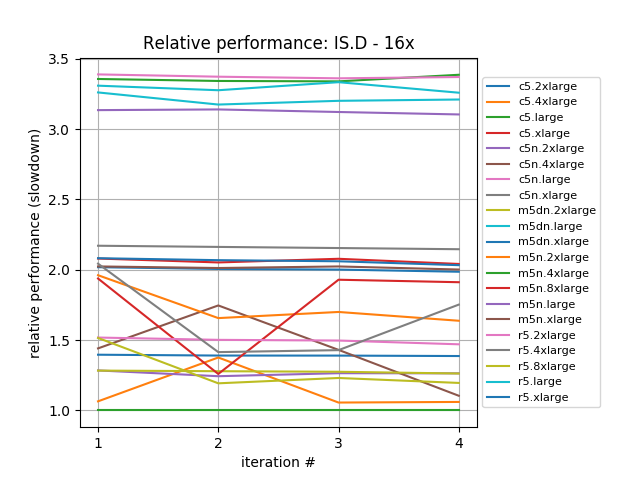 Relative performance: IS.D - 16x
relative performance (slowdown)
3.5
3.0
2.5
2.0
1.5
1.0
1
2
3
4
iteration #
c5.2xlarge
c5.4xlarge
c5.large
c5.xlarge
c5n.2xlarge
c5n.4xlarge
c5n.large
c5n.xlarge
m5dn.2xlarge
m5dn.large
m5dn.xlarge
m5n.2xlarge
m5n.4xlarge
m5n.8xlarge
m5n.large
m5n.xlarge
r5.2xlarge
r5.4xlarge
r5.8xlarge
r5.large
r5.xlarge